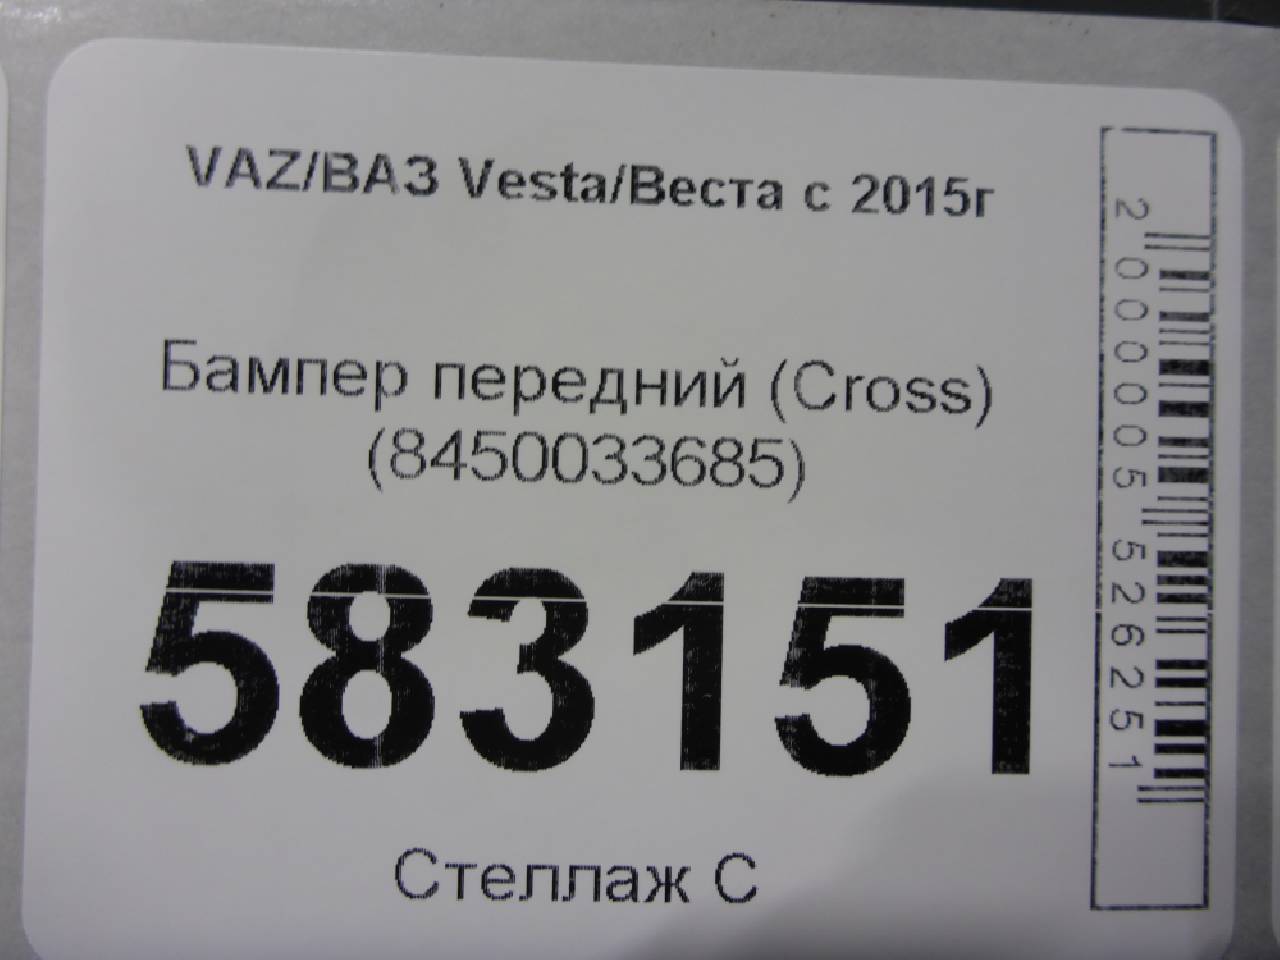 VAZ/ВАЗ Vesta/Веста с 2015г
Бампер передний (Cross)
(8450033685)
583151
Стеллаж С
2 000005 526251